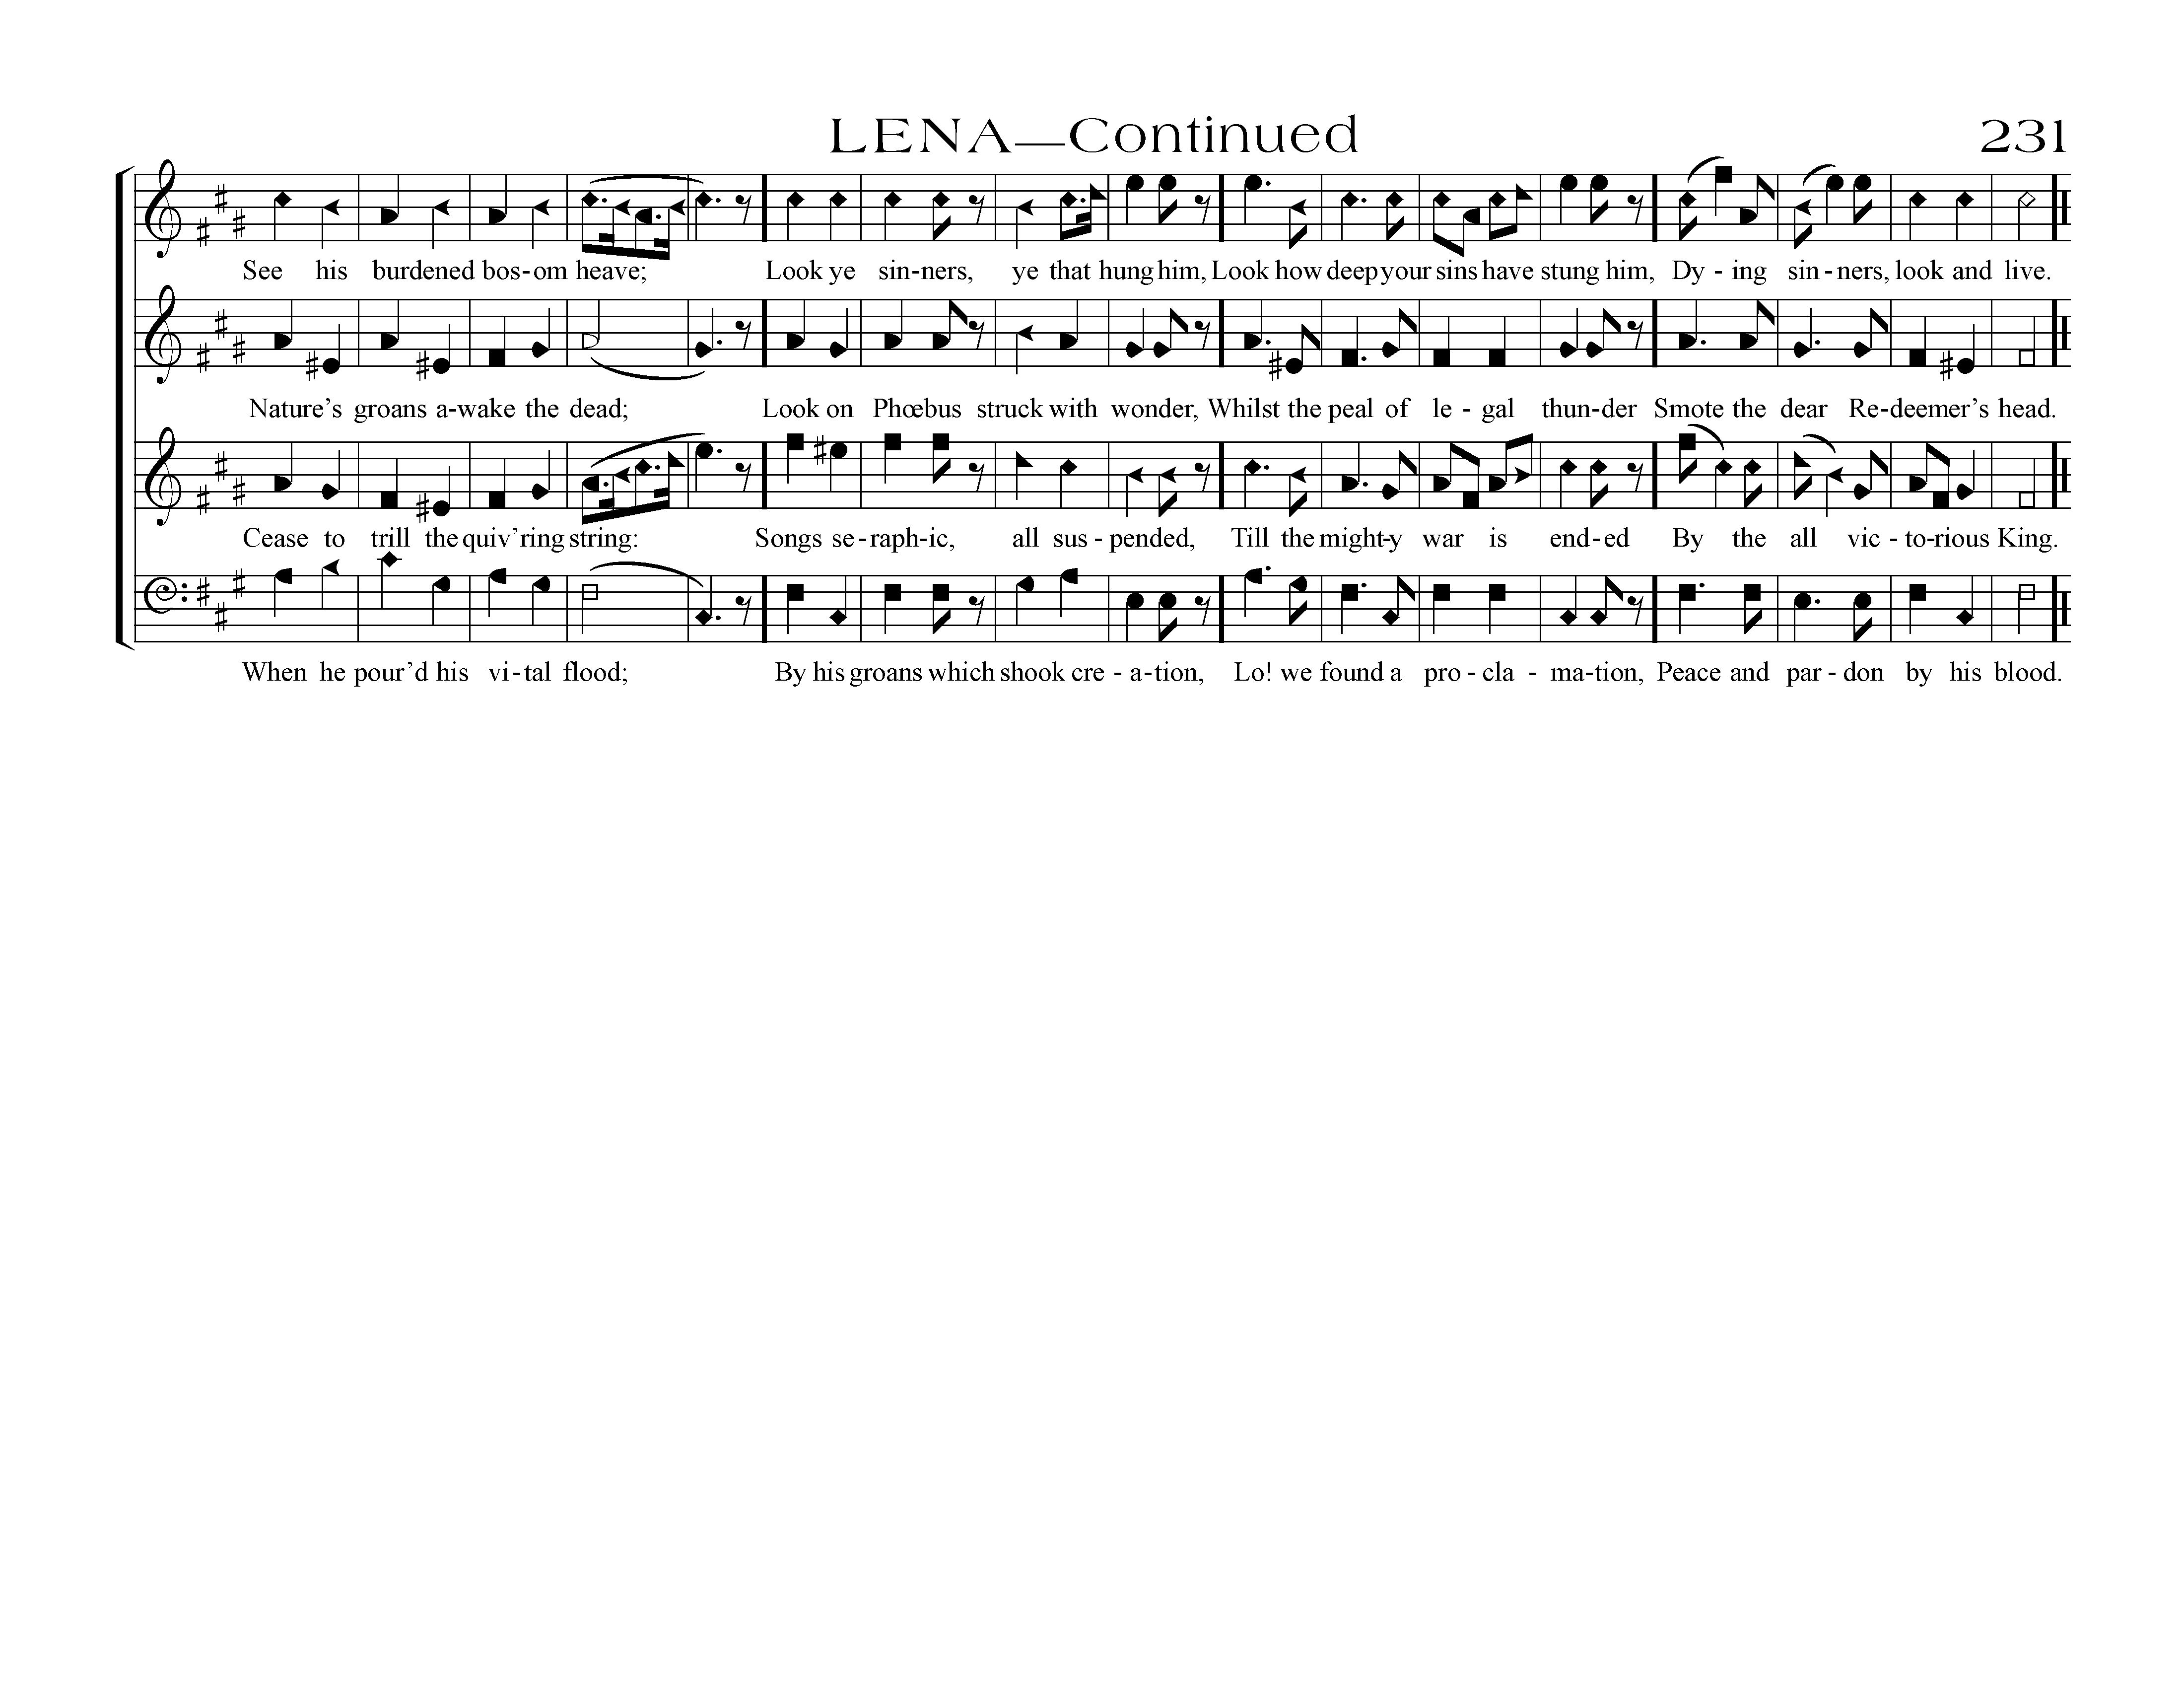 LENA—Continued 231
See his burdened bos-om heave; Look ye sin-ners, ye that hung him, Look how deep your sins have stung him, Dy - ing sin - ners, look and live.
Nature's groans a-wake the dead; Look on Phœbus struck with wonder, Whilst the peal of le - gal thun-der Smote the dear Re-deemer's head.
Cease to trill the quiv'ring string: Songs se-raph-ic, all sus - pended, Till the might-y war is end-ed By the all vic - to-rious King.
When he pour'd his vi-tal flood; By his groans which shook cre - a-tion, Lo! we found a pro - cla - ma-tion, Peace and par - don by his blood.